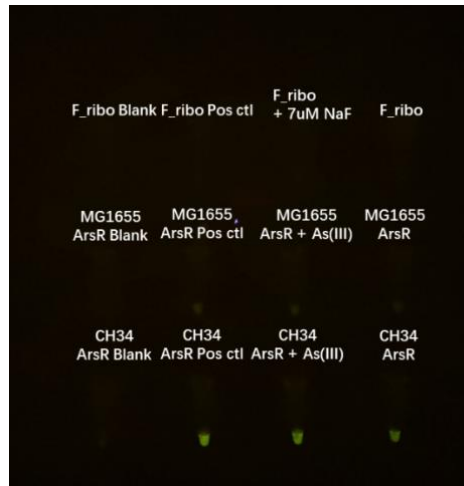 F_ribo Blank F_ribo Pos ctl F_ribo + 7uM NaF F_ribo
MG1655 ArsR Blank MG1655 ArsR Pos ctl MG1655 ArsR + As(III) MG1655 ArsR
CH34 ArsR Blank CH34 ArsR Pos ctl CH34 ArsR + As(III) CH34 ArsR